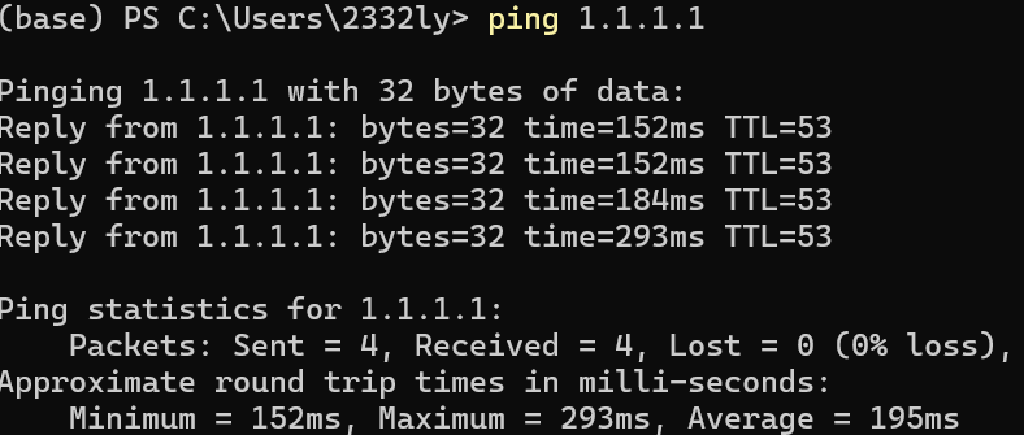 (base) PS C:\Users\2332ly> ping 1.1.1.1
Pinging 1.1.1.1 with 32 bytes of data:
Reply from 1.1.1.1: bytes=32 time=152ms TTL=53
Reply from 1.1.1.1: bytes=32 time=152ms TTL=53
Reply from 1.1.1.1: bytes=32 time=184ms TTL=53
Reply from 1.1.1.1: bytes=32 time=293ms TTL=53
Ping statistics for 1.1.1.1:
    Packets: Sent = 4, Received = 4, Lost = 0 (0% loss),
Approximate round trip times in milli-seconds:
    Minimum = 152ms, Maximum = 293ms, Average = 195ms